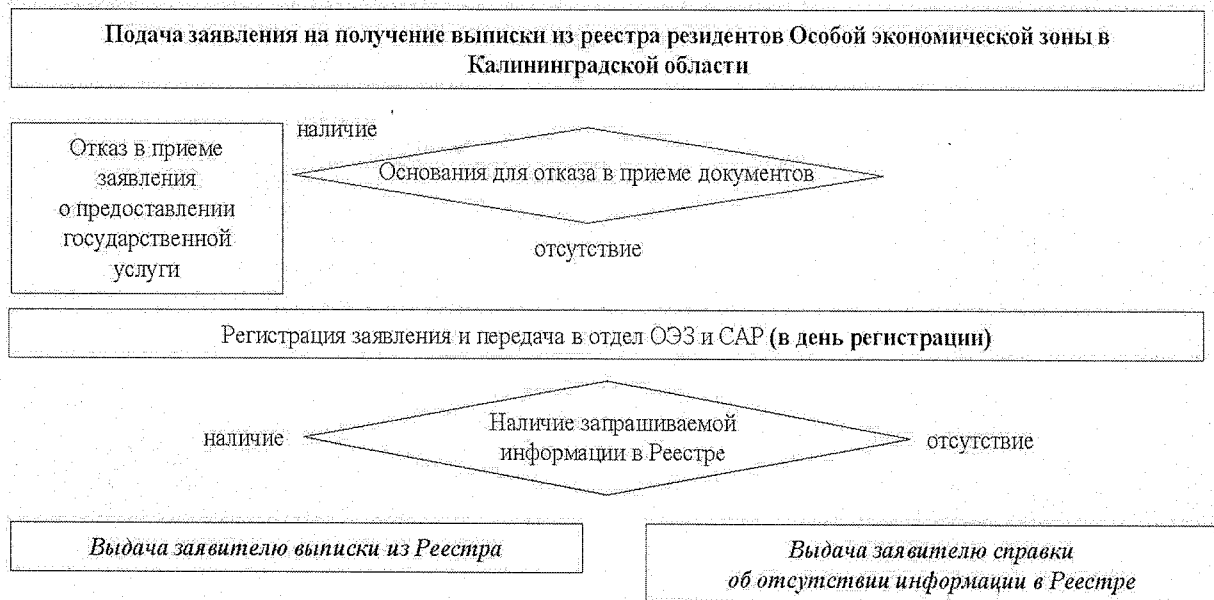 Подача заявления на получение выписки из реестра резидентов Особой экономической зоны в
Калининградской области
наличие
Отказ в приеме
заявления
о предоставлении
государственной
услуги
Основания для отказа в приеме документов
отсутствие
Регистрация заявления и передача в отдел ОЭЗ и САР (в день регистрации)
Наличие запрашиваемой
информации в Реестре
наличие
отсутствие
Выдача заявителю выписки из Реестра
Выдача заявителю справки
об отсутствии информации в Реестре